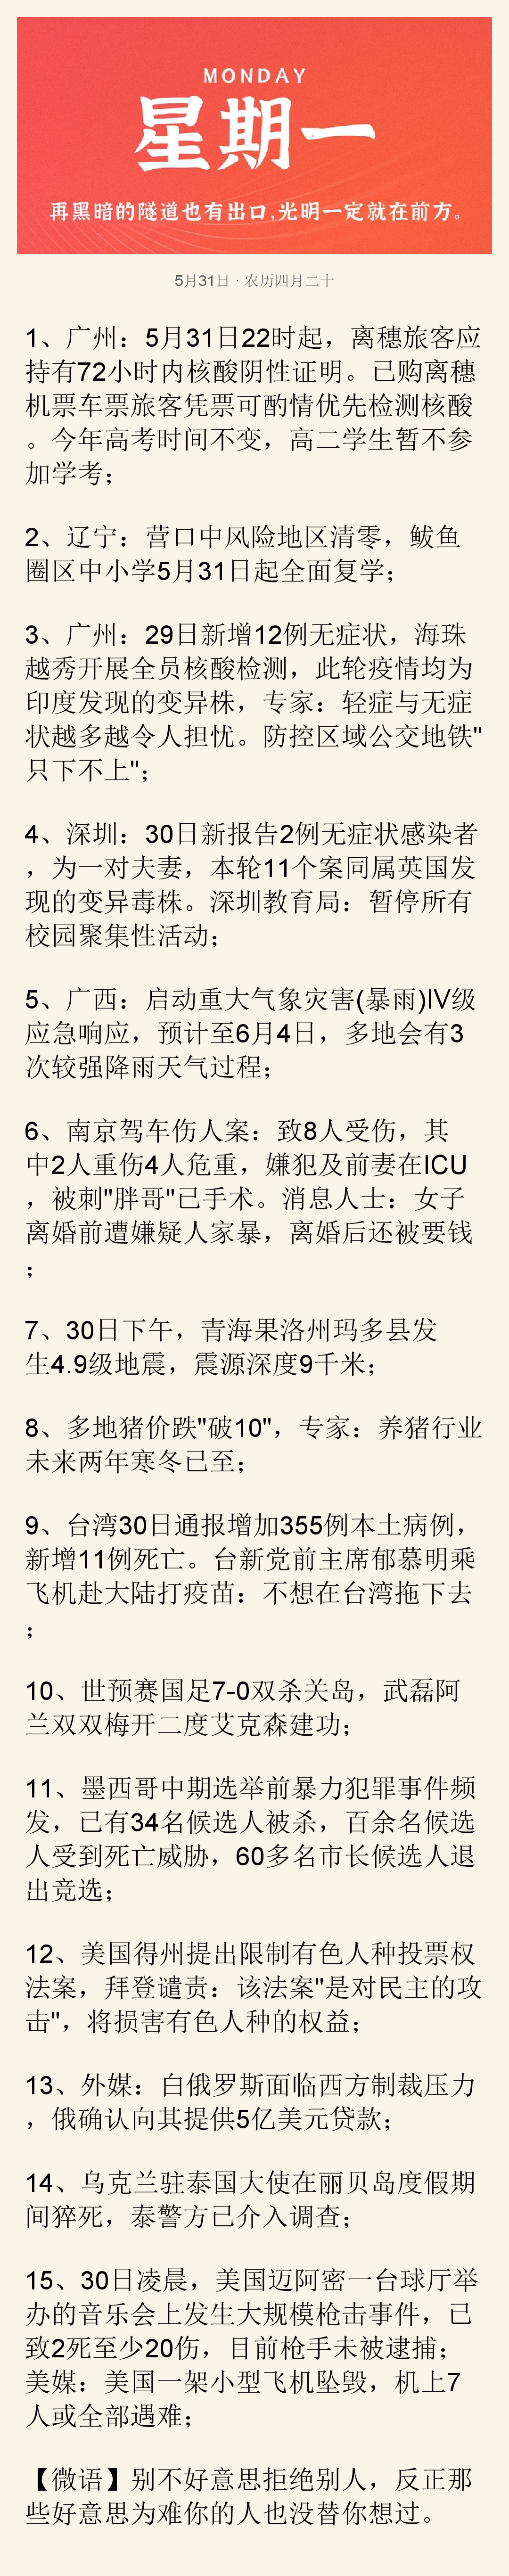 MONDAY
星期一
再黑暗的隧道也有出口,光明一定就在前方。
5月31日 · 农历四月二十
1、广州：5月31日22时起，离穗旅客应
持有72小时内核酸阴性证明。已购离穗
机票车票旅客凭票可酌情优先检测核酸
。今年高考时间不变，高二学生暂不参
加学考；
2、辽宁：营口中风险地区清零，鲅鱼
圈区中小学5月31日起全面复学；
3、广州：29日新增12例无症状，海珠
越秀开展全员核酸检测，此轮疫情均为
印度发现的变异株，专家：轻症与无症
状越多越令人担忧。防控区域公交地铁"
只下不上"；
4、深圳：30日新报告2例无症状感染者
，为一对夫妻，本轮11个案同属英国发
现的变异毒株。深圳教育局：暂停所有
校园聚集性活动；
5、广西：启动重大气象灾害(暴雨)IV级
应急响应，预计至6月4日，多地会有3
次较强降雨天气过程；
6、南京驾车伤人案：致8人受伤，其
中2人重伤4人危重，嫌犯及前妻在ICU
，被刺"胖哥"已手术。消息人士：女子
离婚前遭嫌疑人家暴，离婚后还被要钱
；
7、30日下午，青海果洛州玛多县发
生4.9级地震，震源深度9千米；
8、多地猪价跌"破10"，专家：养猪行业
未来两年寒冬已至；
9、台湾30日通报增加355例本土病例，
新增11例死亡。台新党前主席郁慕明乘
飞机赴大陆打疫苗：不想在台湾拖下去
；
10、世预赛国足7-0双杀关岛，武磊阿
兰双双梅开二度艾克森建功；
11、墨西哥中期选举前暴力犯罪事件频
发，已有34名候选人被杀，百余名候选
人受到死亡威胁，60多名市长候选人退
出竞选；
12、美国得州提出限制有色人种投票权
法案，拜登谴责：该法案"是对民主的攻
击"，将损害有色人种的权益；
13、外媒：白俄罗斯面临西方制裁压力
，俄确认向其提供5亿美元贷款；
14、乌克兰驻泰国大使在丽贝岛度假期
间猝死，泰警方已介入调查；
15、30日凌晨，美国迈阿密一台球厅举
办的音乐会上发生大规模枪击事件，已
致2死至少20伤，目前枪手未被逮捕；
美媒：美国一架小型飞机坠毁，机上7
人或全部遇难；
【微语】别不好意思拒绝别人，反正那
些好意思为难你的人也没替你想过。